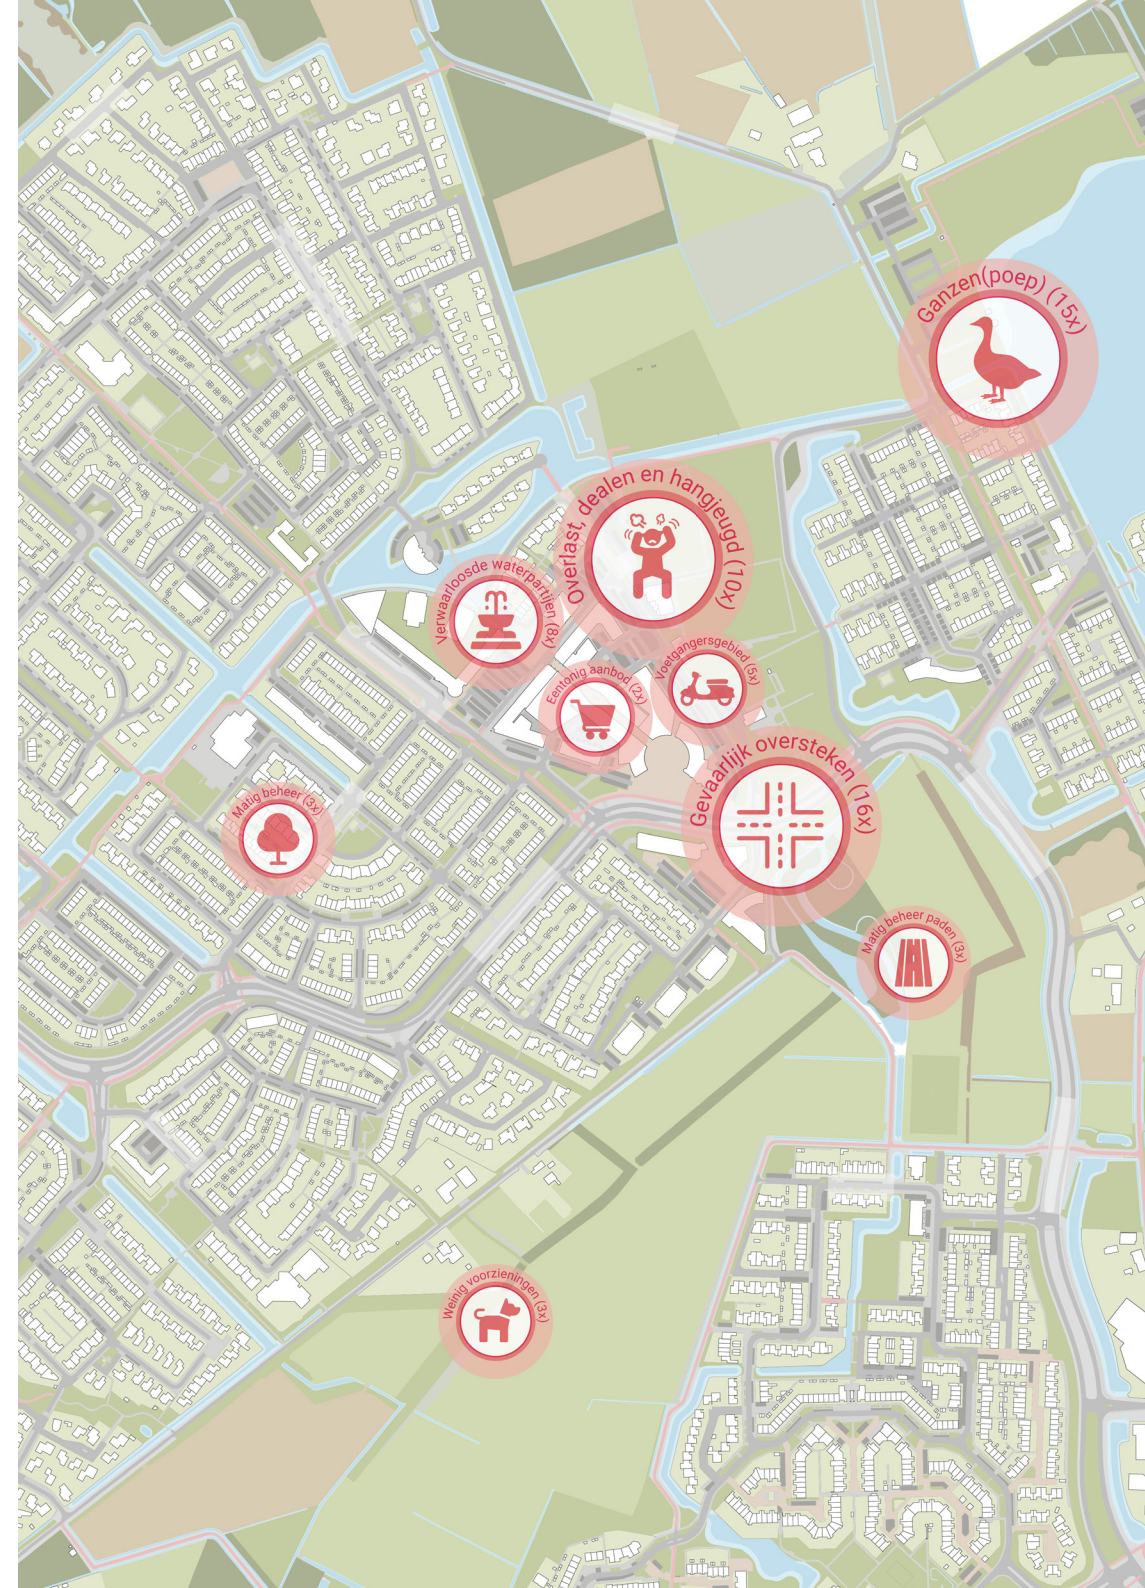 Ganzen(poep) (15x)
Overlast, dealen en hangjeugd (10x)
Verwaarloosde waterpartijen (8x)
Voetgangersgebied (5x)
Eentonig aanbod (2x)
Gevaarlijk oversteken (16x)
Matig beheer (3x)
Matig beheer paden (3x)
Weinig voorzieningen (3x)